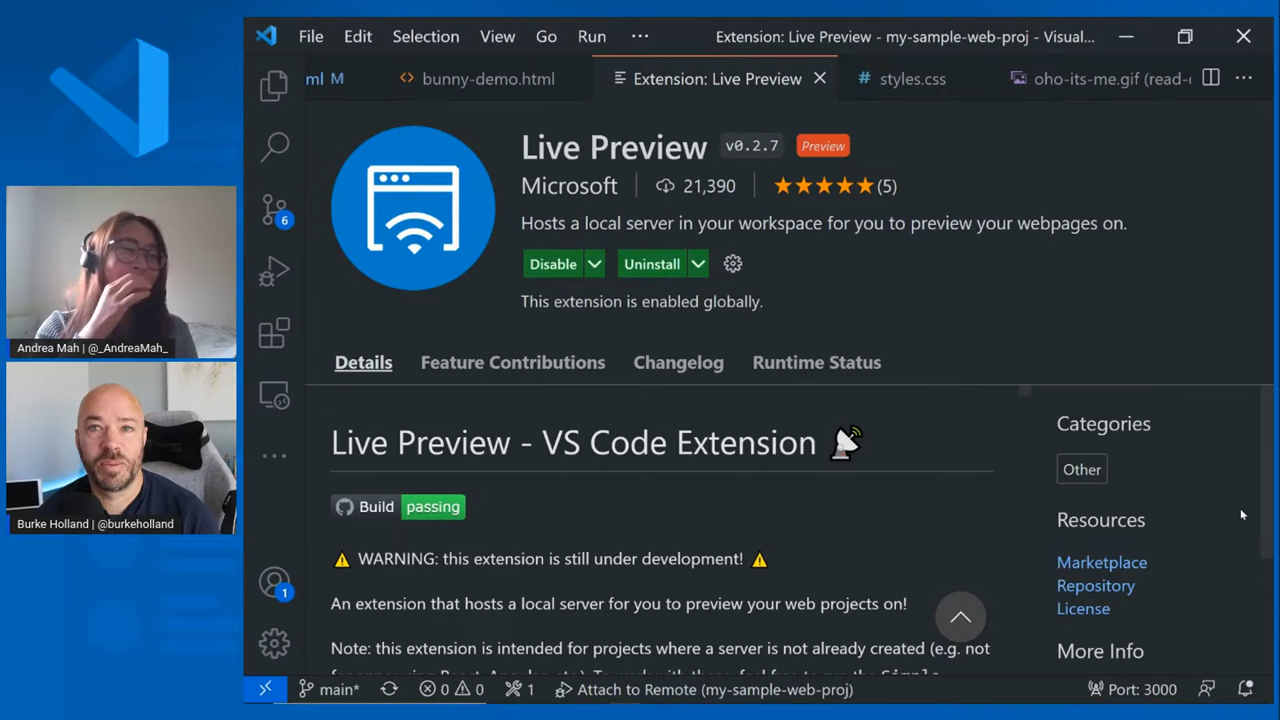 File Edit Selection View Go Run ··· Extension: Live Preview - my-sample-web-proj - Visual...
ml M bunny-demo.html Extension: Live Preview styles.css oho-its-me.gif (read-
Live Preview v0.2.7 Preview
Microsoft 21,390 (5)
Hosts a local server in your workspace for you to preview your webpages on.
Disable Uninstall
This extension is enabled globally.
Details Feature Contributions Changelog Runtime Status
6
Live Preview - VS Code Extension
Build passing
⚠ WARNING: this extension is still under development! ⚠
An extension that hosts a local server for you to preview your web projects on!
Note: this extension is intended for projects where a server is not already created (e.g. not
Categories
Other
Resources
Marketplace
Repository
License
More Info
1
main* 0 0 1 Attach to Remote (my-sample-web-proj) Port: 3000
Andrea Mah | @_AndreaMah_
Burke Holland | @burkeholland